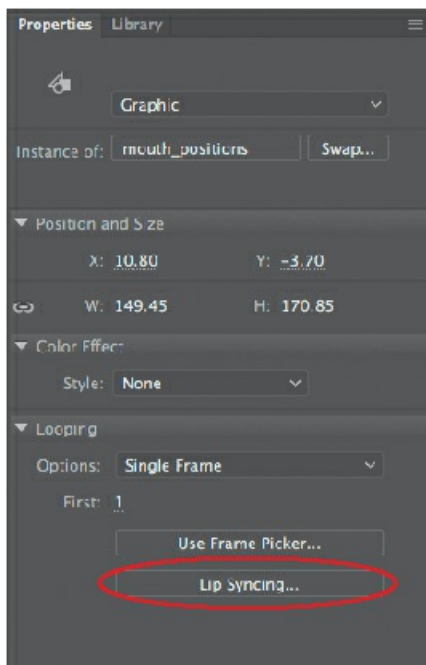 Properties Library
Graphic
Instance of: mouth_positions Swap...
Position and Size
X: 10.80 Y: -3.70
W: 149.45 H: 170.85
Color Effect
Style: None
Looping
Options: Single Frame
First: 1
Use Frame Picker...
Lip Syncing...